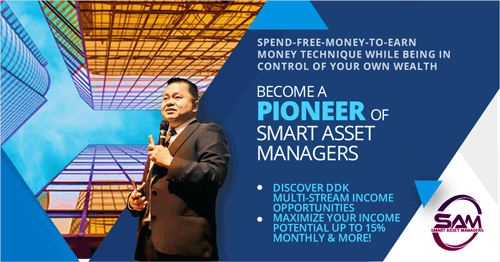 SPEND-FREE-MONEY-TO-EARN
MONEY TECHNIQUE WHILE BEING IN
CONTROL OF YOUR OWN WEALTH
BECOME A
PIONEER OF
SMART ASSET
MANAGERS
• DISCOVER DDK
MULTI-STREAM INCOME
OPPORTUNITIES
• MAXIMIZE YOUR INCOME
POTENTIAL UP TO 15%
MONTHLY & MORE!
SAM
SMART ASSET MANAGERS